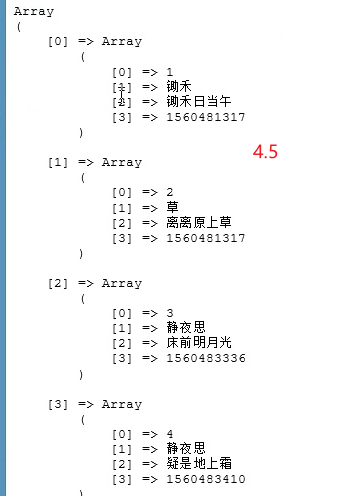 Array
(
[0] => Array
(
[0] => 1
[1] => 锄禾
[2] => 锄禾日当午
[3] => 1560481317
)
4.5
[1] => Array
(
[0] => 2
[1] => 草
[2] => 离离原上草
[3] => 1560481317
)
[2] => Array
(
[0] => 3
[1] => 静夜思
[2] => 床前明月光
[3] => 1560483336
)
[3] => Array
(
[0] => 4
[1] => 静夜思
[2] => 疑是地上霜
[3] => 1560483410
)